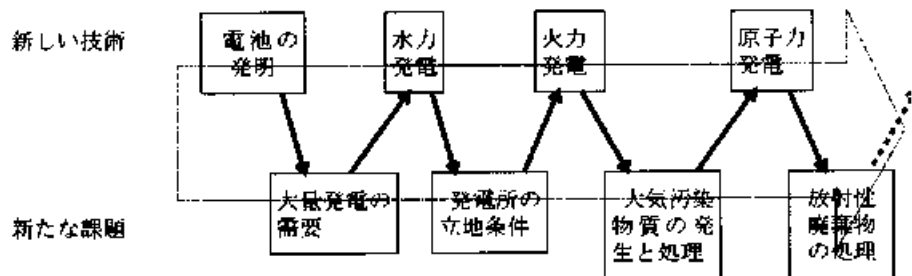 新しい技術
電池の
発明
水力
発電
火力
発電
原子力
発電
新たな課題
大量発電の
需要
発電所の
立地条件
大気汚染
物質の発
生と処理
放射性
廃棄物
の処理